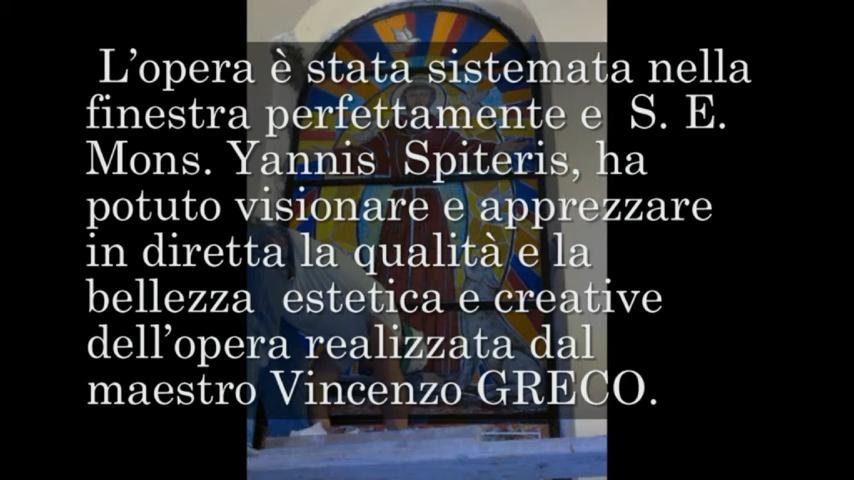 L’opera è stata sistemata nella
finestra perfettamente e S. E.
Mons. Yannis Spiteris, ha
potuto visionare e apprezzare
in diretta la qualità e la
bellezza estetica e creative
dell’opera realizzata dal
maestro Vincenzo GRECO.